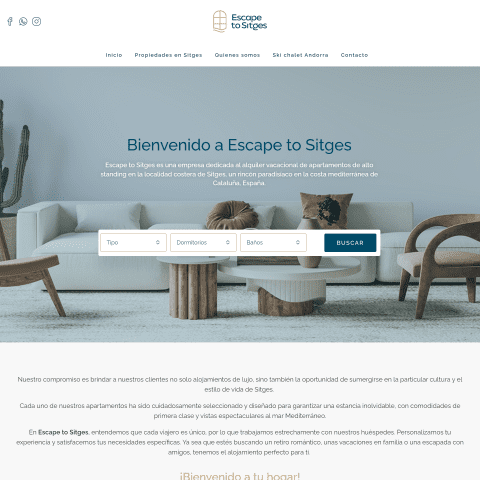 Escape
to Sitges
Inicio Propiedades en Sitges Quienes somos Ski chalet Andorra Contacto
Bienvenido a Escape to Sitges
Escape to Sitges es una empresa dedicada al alquiler vacacional de apartamentos de alto
standing en la localidad costera de Sitges, un rincón paradisíaco en la costa mediterránea de
Cataluña, España.
Tipo Dormitorios Baños BUSCAR
Nuestro compromiso es brindar a nuestros clientes no solo alojamientos de lujo, sino también la oportunidad de sumergirse en la particular cultura y el
estilo de vida de Sitges.
Cada uno de nuestros apartamentos ha sido cuidadosamente seleccionado y diseñado para garantizar una estancia inolvidable, con comodidades de
primera clase y vistas espectaculares al mar Mediterráneo.
En Escape to Sitges, entendemos que cada viajero es único, por lo que trabajamos estrechamente con nuestros huéspedes. Personalizamos tu
experiencia y satisfacemos tus necesidades específicas. Ya sea que estés buscando un retiro romántico, unas vacaciones en familia o una escapada con
amigos, tenemos el alojamiento perfecto para ti
¡Bienvenido a tu hogar!